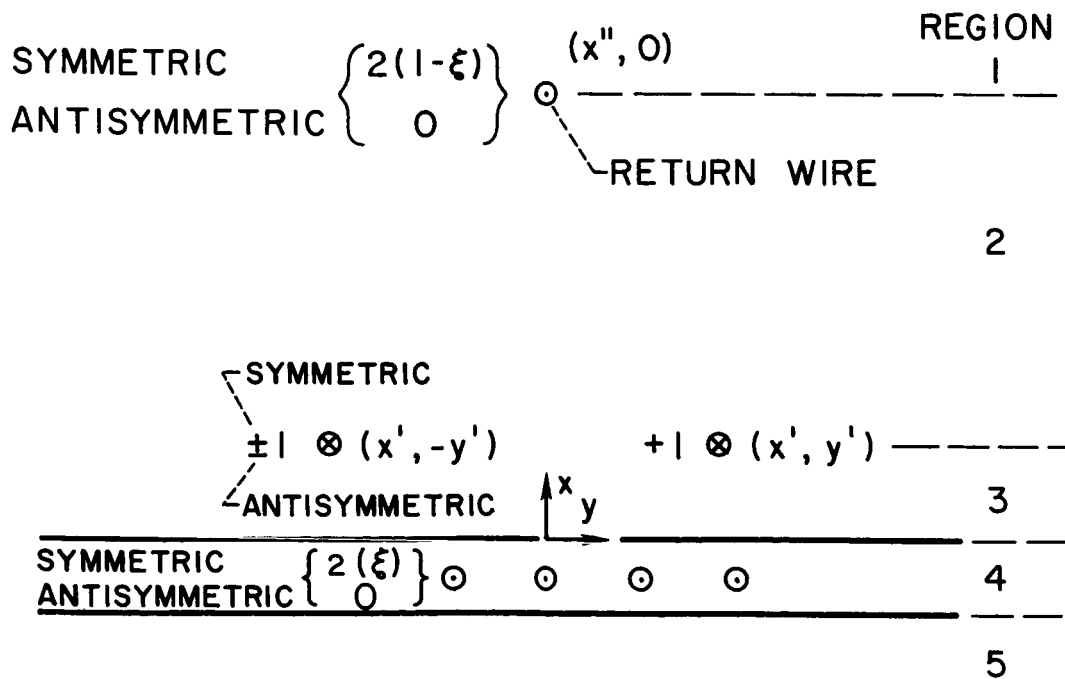 REGION
SYMMETRIC { 2(1-ξ) } ⊙ (x", 0) 1
ANTISYMMETRIC { 0 }
RETURN WIRE
2
SYMMETRIC
±1 ⊗ (x', -y') +1 ⊗ (x', y')
ANTISYMMETRIC
x
y
3
SYMMETRIC { 2(ξ) } ⊙ ⊙ ⊙ ⊙ 4
ANTISYMMETRIC { 0 }
5